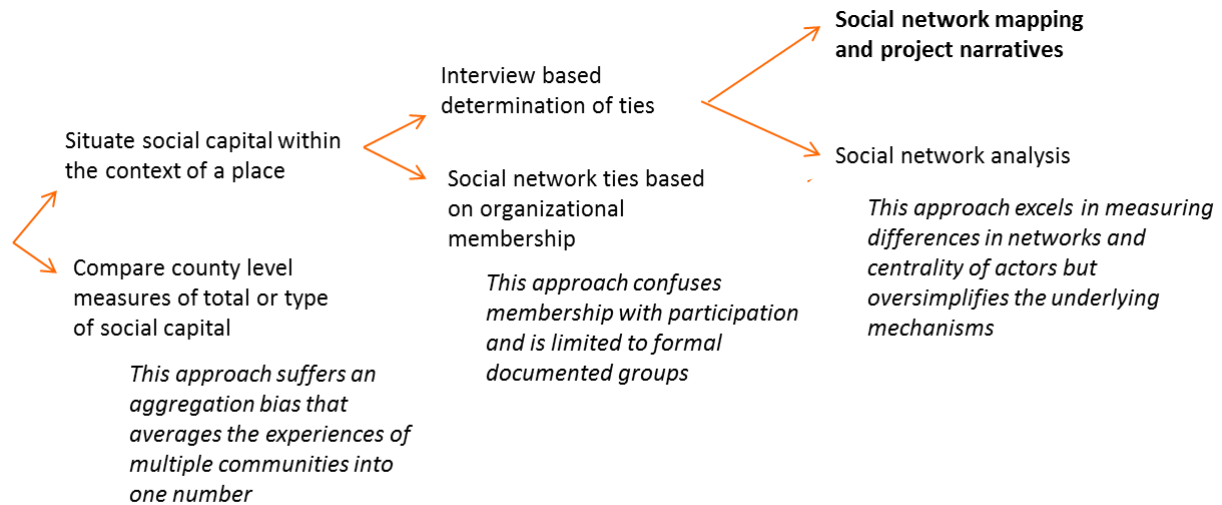 Social network mapping
and project narratives
Interview based
determination of ties
Situate social capital within
the context of a place
Social network analysis
This approach excels in measuring
differences in networks and
centrality of actors but
oversimplifies the underlying
mechanisms
Social network ties based
on organizational
membership
This approach confuses
membership with participation
and is limited to formal
documented groups
Compare county level
measures of total or type
of social capital
This approach suffers an
aggregation bias that
averages the experiences of
multiple communities into
one number